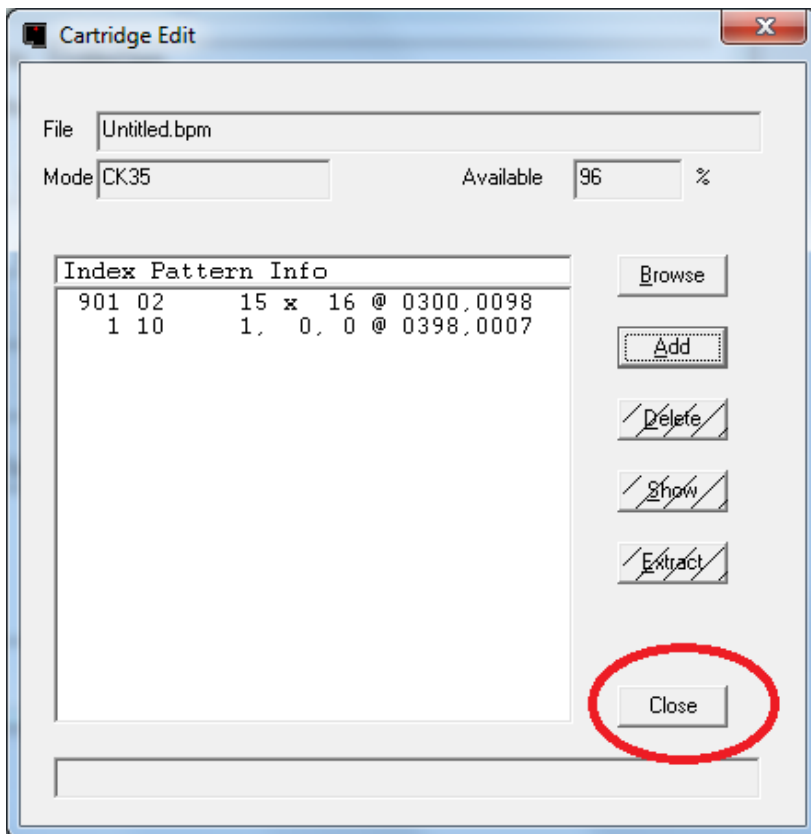 Cartridge Edit
File Untitled.bpm
Mode CK35 Available 96 %
Index Pattern Info
901 02 15 x 16 @ 0300,0098
1 10 1, 0, 0 @ 0398,0007
Browse
Add
Delete
Show
Extract
Close